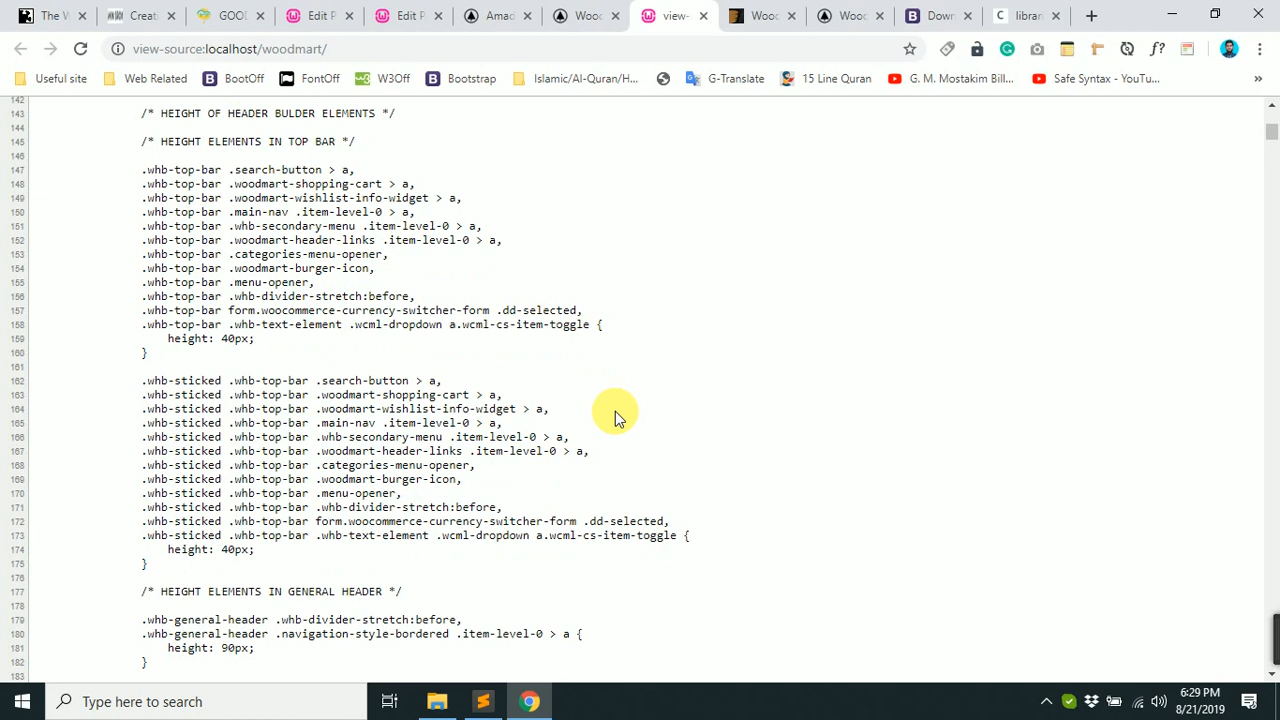 The W
Creati
GOOD
Edit P
Edit P
Amad
Wooc
view-
Wood
Wooc
Down
librari
view-source:localhost/woodmart/
f?
Useful site
Web Related
BootOff
FontOff
W3Off
Bootstrap
Islamic/Al-Quran/H...
G-Translate
15 Line Quran
G. M. Mostakim Bill...
Safe Syntax - YouTu...
»
142
143 /* HEIGHT OF HEADER BULDER ELEMENTS */
144
145 /* HEIGHT ELEMENTS IN TOP BAR */
146
147 .whb-top-bar .search-button > a,
148 .whb-top-bar .woodmart-shopping-cart > a,
149 .whb-top-bar .woodmart-wishlist-info-widget > a,
150 .whb-top-bar .main-nav .item-level-0 > a,
151 .whb-top-bar .whb-secondary-menu .item-level-0 > a,
152 .whb-top-bar .woodmart-header-links .item-level-0 > a,
153 .whb-top-bar .categories-menu-opener,
154 .whb-top-bar .woodmart-burger-icon,
155 .whb-top-bar .menu-opener,
156 .whb-top-bar .whb-divider-stretch:before,
157 .whb-top-bar form.woocommerce-currency-switcher-form .dd-selected,
158 .whb-top-bar .whb-text-element .wcml-dropdown a.wcml-cs-item-toggle {
159 height: 40px;
160 }
161
162 .whb-sticked .whb-top-bar .search-button > a,
163 .whb-sticked .whb-top-bar .woodmart-shopping-cart > a,
164 .whb-sticked .whb-top-bar .woodmart-wishlist-info-widget > a,
165 .whb-sticked .whb-top-bar .main-nav .item-level-0 > a,
166 .whb-sticked .whb-top-bar .whb-secondary-menu .item-level-0 > a,
167 .whb-sticked .whb-top-bar .woodmart-header-links .item-level-0 > a,
168 .whb-sticked .whb-top-bar .categories-menu-opener,
169 .whb-sticked .whb-top-bar .woodmart-burger-icon,
170 .whb-sticked .whb-top-bar .menu-opener,
171 .whb-sticked .whb-top-bar .whb-divider-stretch:before,
172 .whb-sticked .whb-top-bar form.woocommerce-currency-switcher-form .dd-selected,
173 .whb-sticked .whb-top-bar .whb-text-element .wcml-dropdown a.wcml-cs-item-toggle {
174 height: 40px;
175 }
176
177 /* HEIGHT ELEMENTS IN GENERAL HEADER */
178
179 .whb-general-header .whb-divider-stretch:before,
180 .whb-general-header .navigation-style-bordered .item-level-0 > a {
181 height: 90px;
182 }
183
Type here to search
6:29 PM
8/21/2019